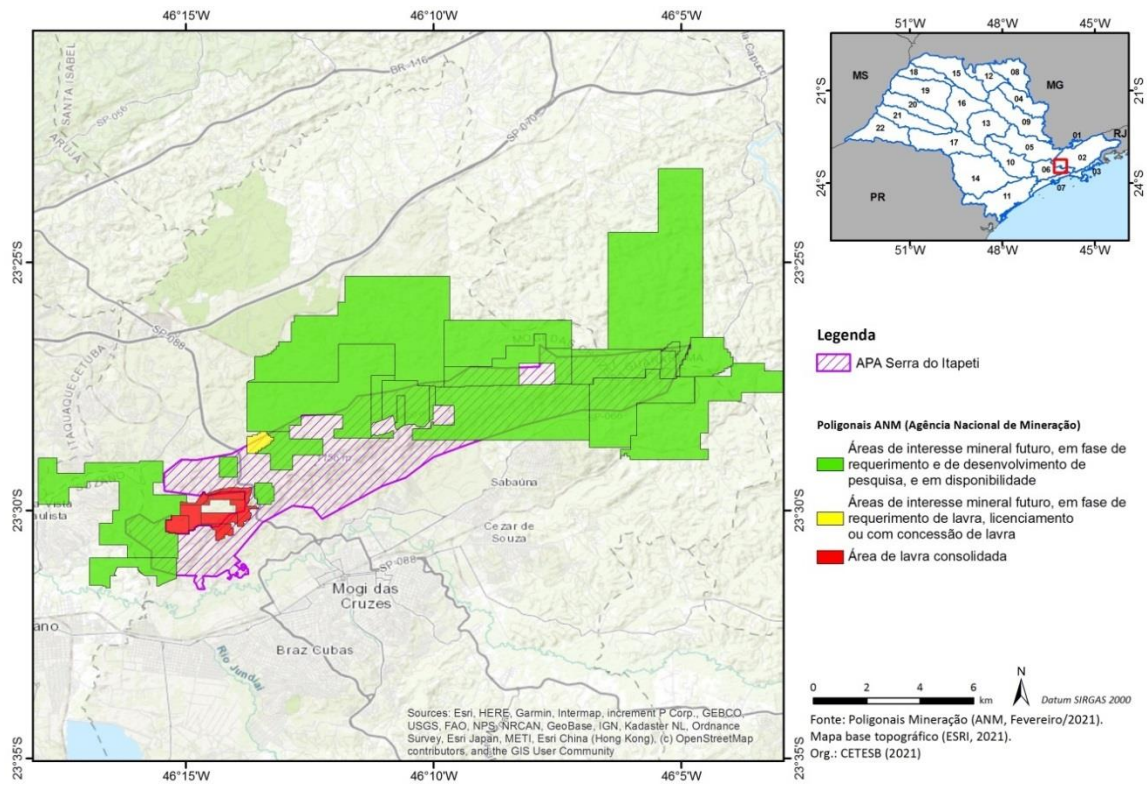 46°15'W
46°10'W
46°5'W
SANTA ISABEL
SP-056
ARUJÁ
BR-116
SP-070
23°25'S
23°25'S
SP-088
ITAQUAQUECETUBA
23°30'S
23°30'S
Sabaúna
Cezar de
Souza
SP-088
Mogi das
Cruzes
Braz Cubas
Rio Jundiaí
ano
aulista
Sources: Esri, HERE, Garmin, Intermap, increment P Corp., GEBCO,
USGS, FAO, NPS, NRCAN, GeoBase, IGN, Kadaster NL, Ordnance
Survey, Esri Japan, METI, Esri China (Hong Kong), (c) OpenStreetMap
contributors, and the GIS User Community
23°35'S
23°35'S
46°15'W
46°10'W
46°5'W
51°W
48°W
45°W
21°S
21°S
24°S
24°S
MS
MG
RJ
PR
18
15
12
08
19
04
20
16
21
13
09
22
17
05
01
10
02
06
14
03
07
11
51°W
48°W
45°W
Legenda
APA Serra do Itapeti
Poligonais ANM (Agência Nacional de Mineração)
Áreas de interesse mineral futuro, em fase de
requerimento e de desenvolvimento de
pesquisa, e em disponibilidade
Áreas de interesse mineral futuro, em fase de
requerimento de lavra, licenciamento
ou com concessão de lavra
Área de lavra consolidada
0 2 4 6
km
N
Datum SIRGAS 2000
Fonte: Poligonais Mineração (ANM, Fevereiro/2021).
Mapa base topográfico (ESRI, 2021).
Org.: CETESB (2021)